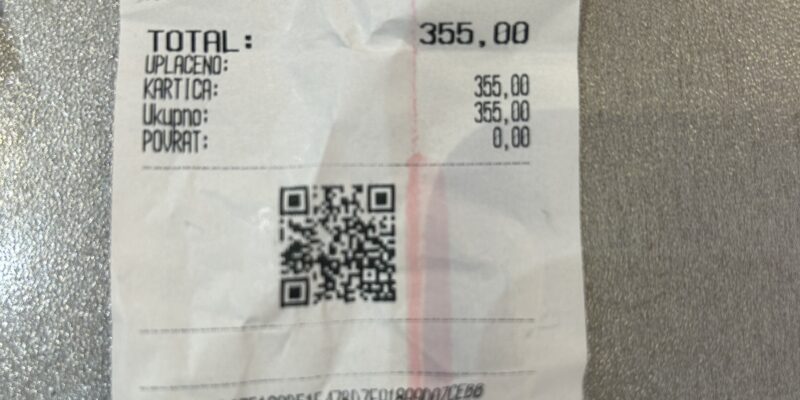 TOTAL: 355,00
UPLACENO:
KARTICA: 355,00
Ukupno: 355,00
POVRAT: 0,00